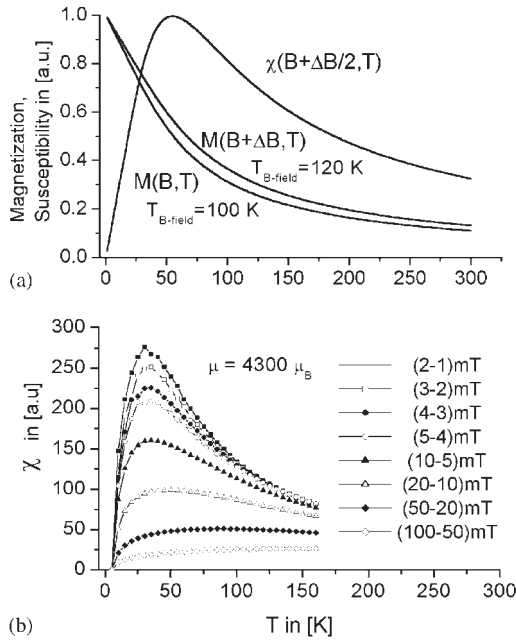 Magnetization,
Susceptibility in [a.u.]
1.0
0.8
0.6
0.4
0.2
0.0
χ(B+ΔB/2,T)
M(B+ΔB,T)
T_B-field=120 K
M(B,T)
T_B-field=100 K
0 50 100 150 200 250 300
(a)
χ in [a.u]
300
250
200
150
100
50
0
μ = 4300 μ_B
(2-1)mT
(3-2)mT
(4-3)mT
(5-4)mT
(10-5)mT
(20-10)mT
(50-20)mT
(100-50)mT
0 50 100 150 200 250 300
(b)
T in [K]